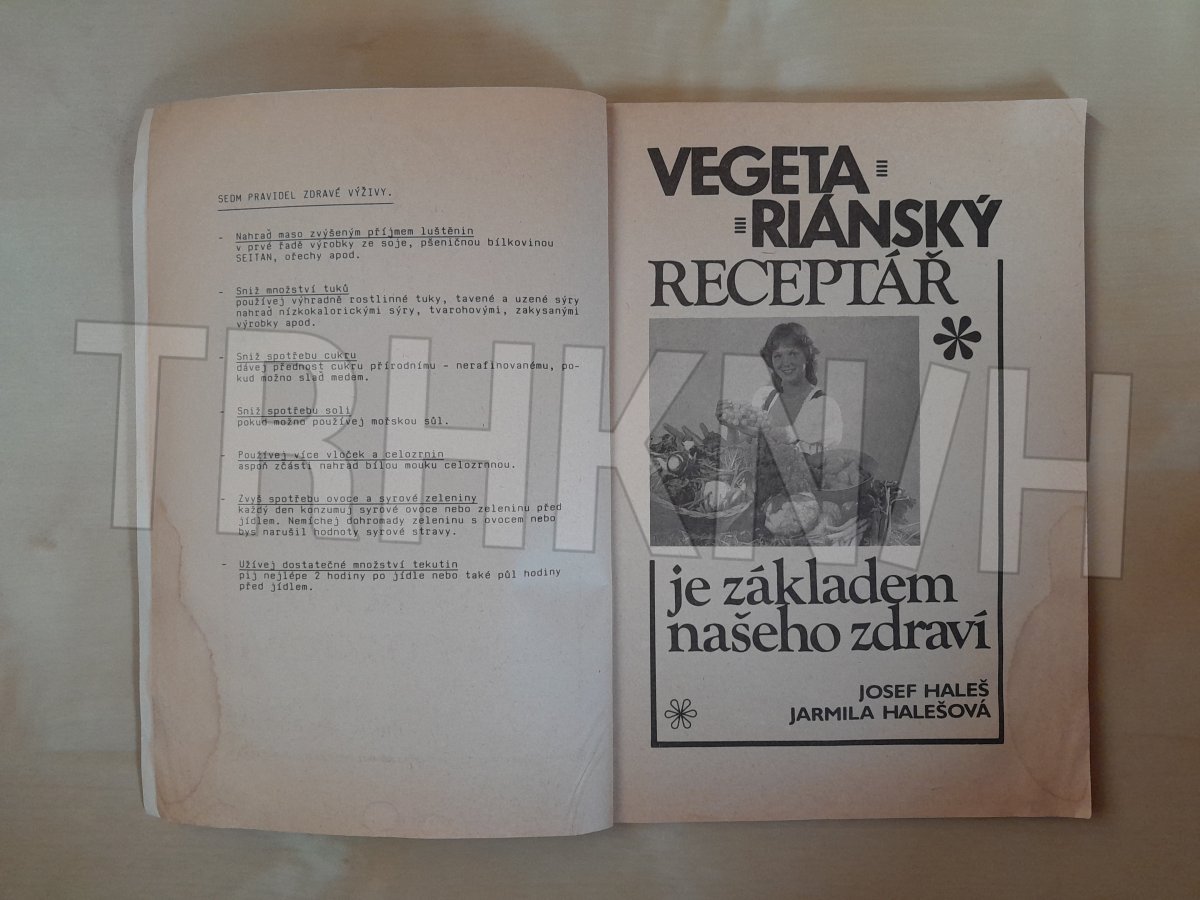 SEDM PRAVIDEL ZDRAVÉ VÝŽIVY.
- Nahraď maso zvýšeným příjmem luštěnin
v prvé řadě výrobky ze soje, pšeničnou bílkovinou
SEITAN, ořechy apod.
- Sniž množství tuků
používej výhradně rostlinné tuky, tavené a uzené sýry
nahraď nízkokalorickými sýry, tvarohovými, zakysanými
výrobky apod.
- Sniž spotřebu cukru
dávej přednost cukru přírodnímu - nerafinovanému, po-
kud možno slaď medem.
- Sniž spotřebu soli
pokud možno používej mořskou sůl.
- Používej více vloček a celozrnin
aspoň zčásti nahraď bílou mouku celozrnnou.
- Zvyš spotřebu ovoce a syrové zeleniny
každý den konzumuj syrové ovoce nebo zeleninu před
jídlem. Nemíchej dohromady zeleninu s ovocem nebo
bys narušil hodnoty syrové stravy.
- Užívej dostatečné množství tekutin
pij nejlépe 2 hodiny po jídle nebo také půl hodiny
před jídlem.
VEGETA
RIÁNSKÝ
RECEPTÁŘ
je základem
našeho zdraví
JOSEF HALEŠ
JARMILA HALEŠOVÁ
TRHKNIH